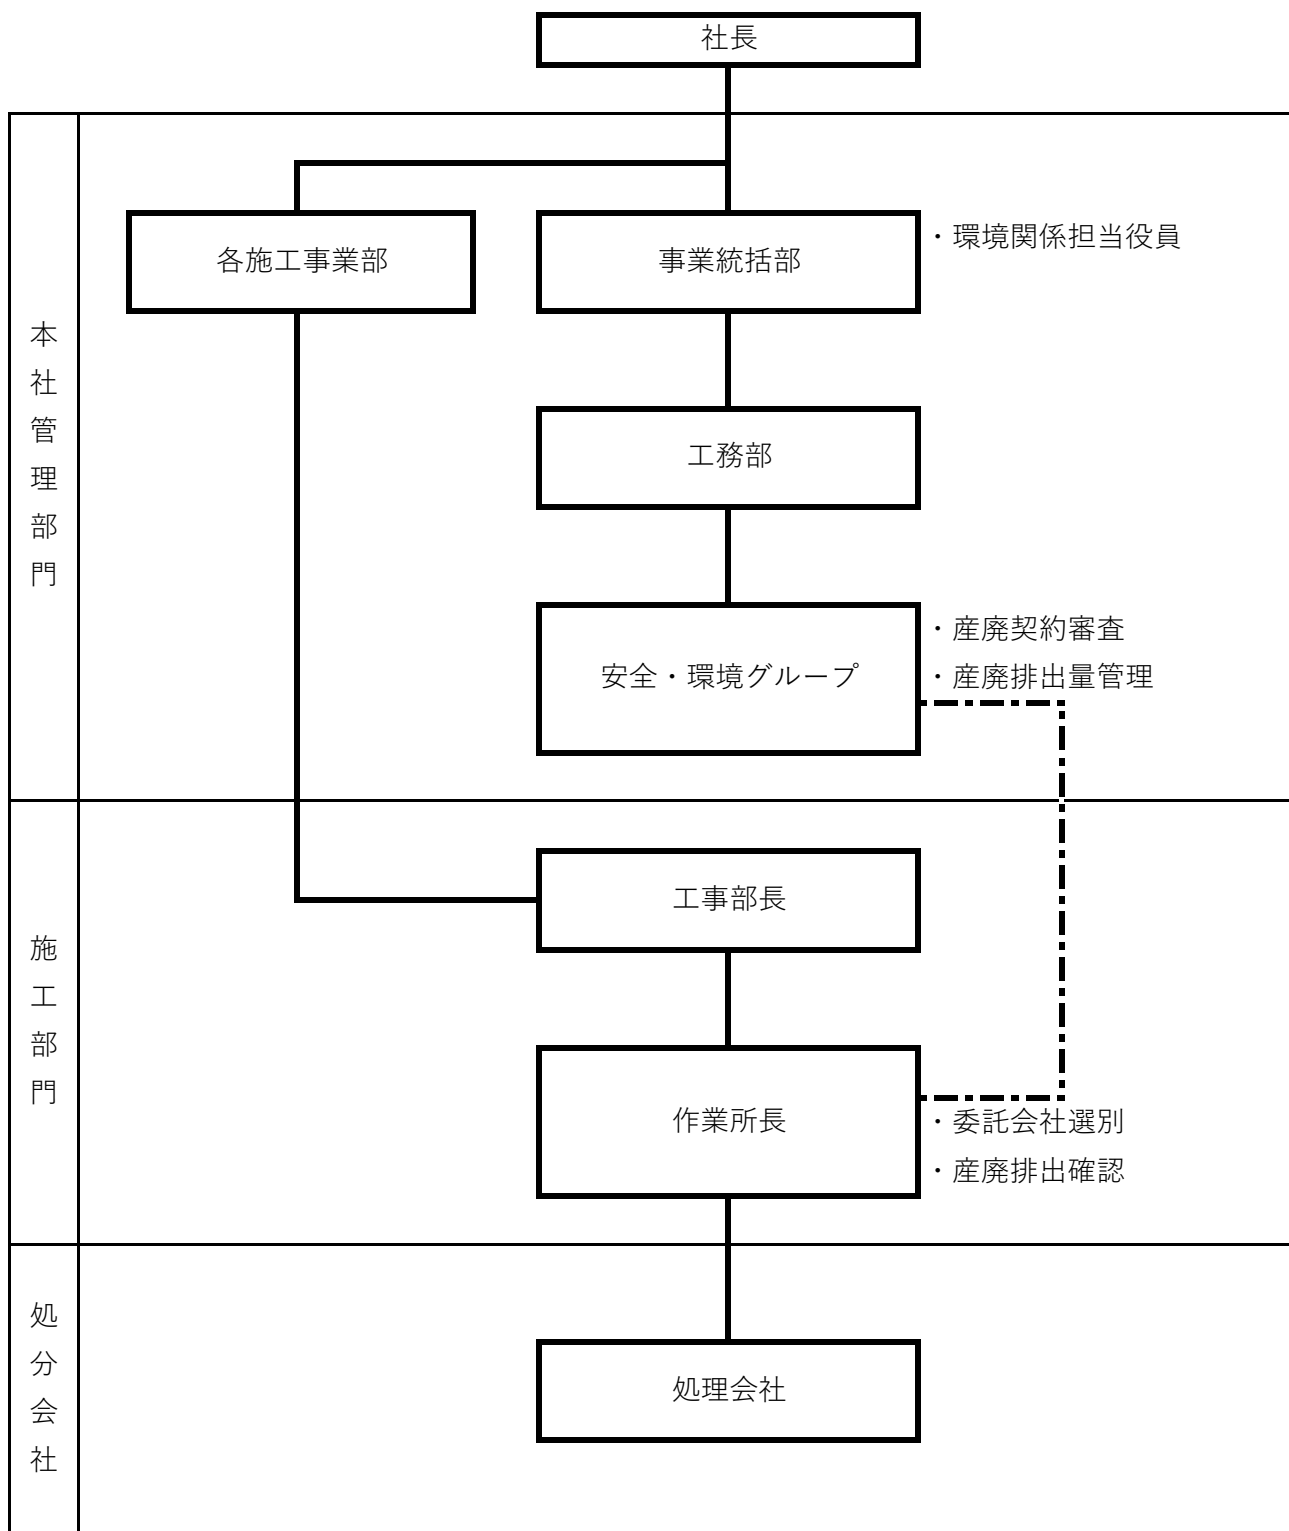 社長
本社管理部門
各施工事業部
事業統括部
・環境関係担当役員
工務部
安全・環境グループ
・産廃契約審査
・産廃排出量管理
施工部門
工事部長
作業所長
・委託会社選別
・産廃排出確認
処分会社
処理会社